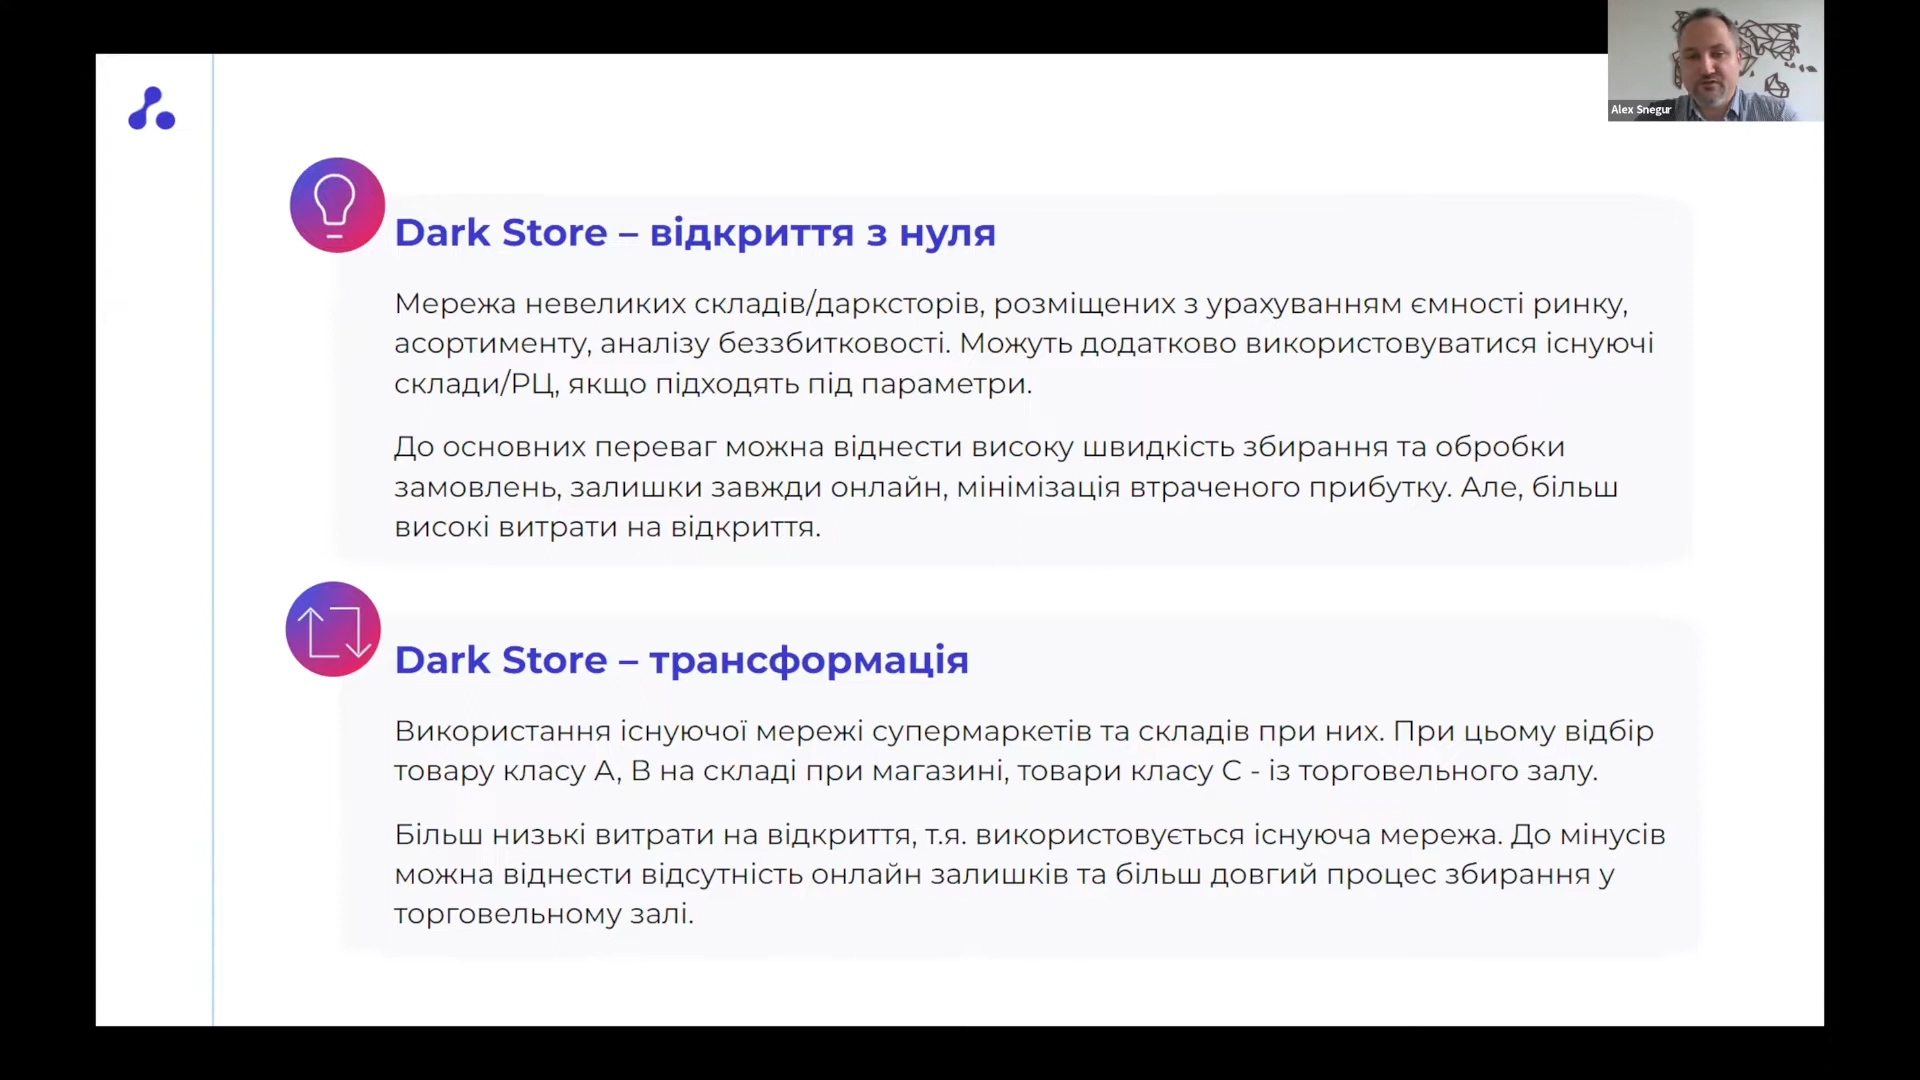 Alex Snegur
Dark Store – відкриття з нуля
Мережа невеликих складів/дарксторів, розміщених з урахуванням ємності ринку,
асортименту, аналізу беззбитковості. Можуть додатково використовуватися існуючі
склади/РЦ, якщо підходять під параметри.
До основних переваг можна віднести високу швидкість збирання та обробки
замовлень, залишки завжди онлайн, мінімізація втраченого прибутку. Але, більш
високі витрати на відкриття.
Dark Store – трансформація
Використання існуючої мережі супермаркетів та складів при них. При цьому відбір
товару класу А, В на складі при магазині, товари класу С - із торговельного залу.
Більш низькі витрати на відкриття, т.я. використовується існуюча мережа. До мінусів
можна віднести відсутність онлайн залишків та більш довгий процес збирання у
торговельному залі.